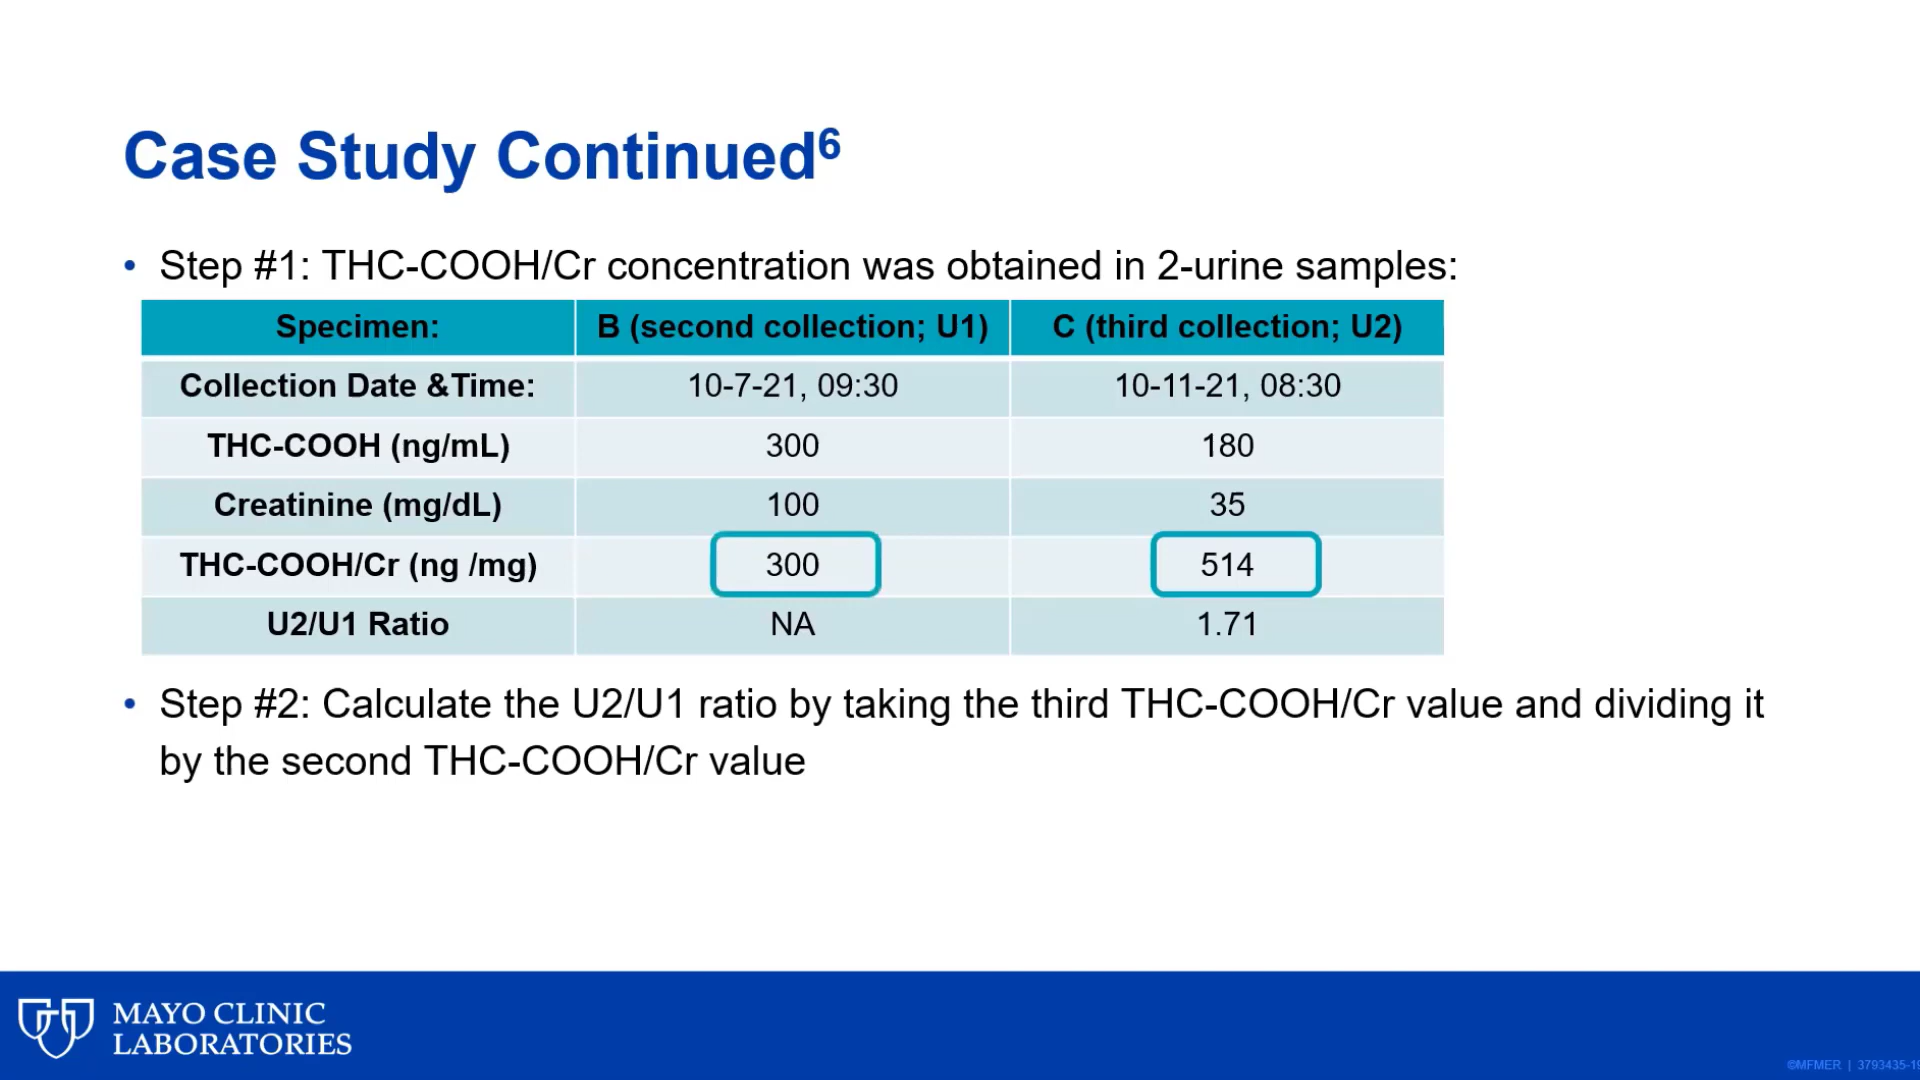 Case Study Continued6
• Step #1: THC-COOH/Cr concentration was obtained in 2-urine samples:
Specimen: B (second collection; U1) C (third collection; U2)
Collection Date &Time: 10-7-21, 09:30 10-11-21, 08:30
THC-COOH (ng/mL) 300 180
Creatinine (mg/dL) 100 35
THC-COOH/Cr (ng /mg) 300 514
U2/U1 Ratio NA 1.71
• Step #2: Calculate the U2/U1 ratio by taking the third THC-COOH/Cr value and dividing it
by the second THC-COOH/Cr value
MAYO CLINIC
LABORATORIES
©MFMER | 3793435-19